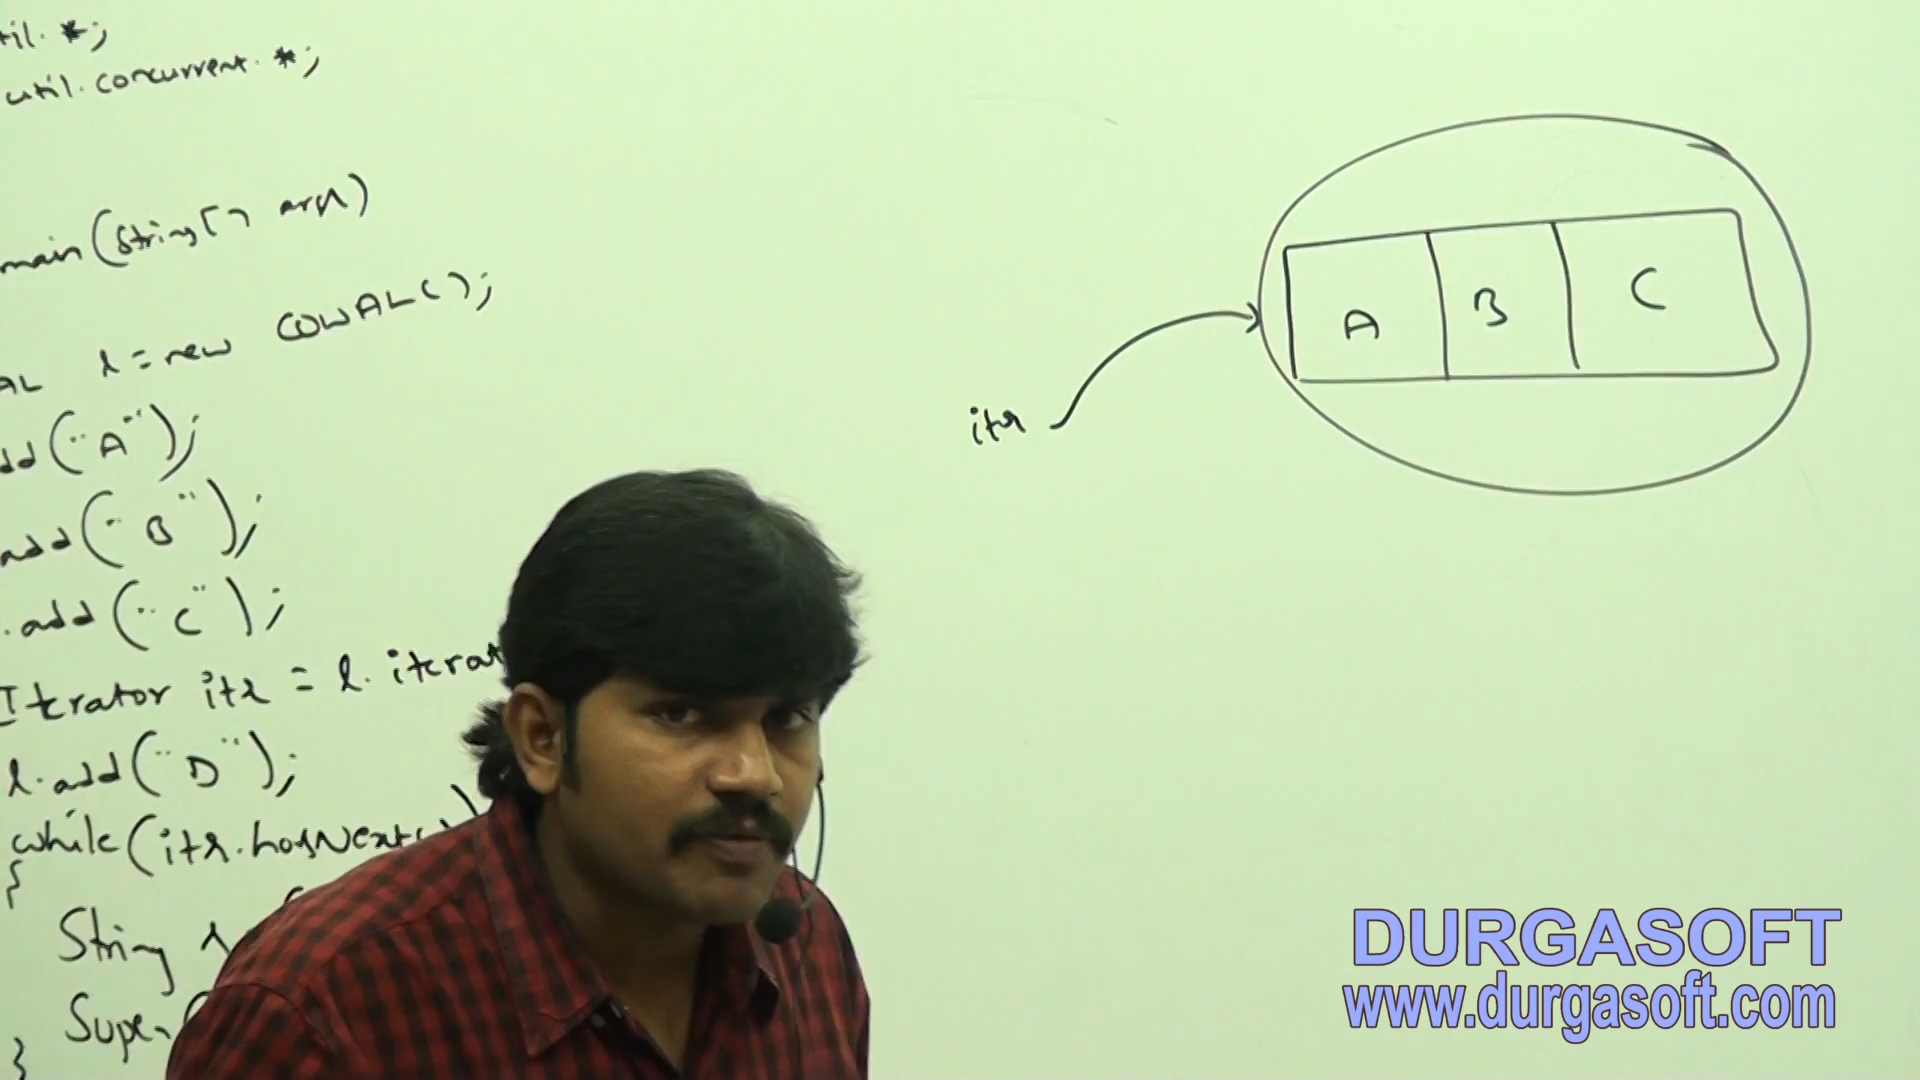 til.*;
util.concurrent.*;
main(String[] args)
AL l=new COWAL();
dd("A");
add("B");
.add("C");
Iterator itr = l.iterat
l.add("D");
while(itr.hasNext()
{
String s
}
itr
A B C
DURGASOFT
www.durgasoft.com